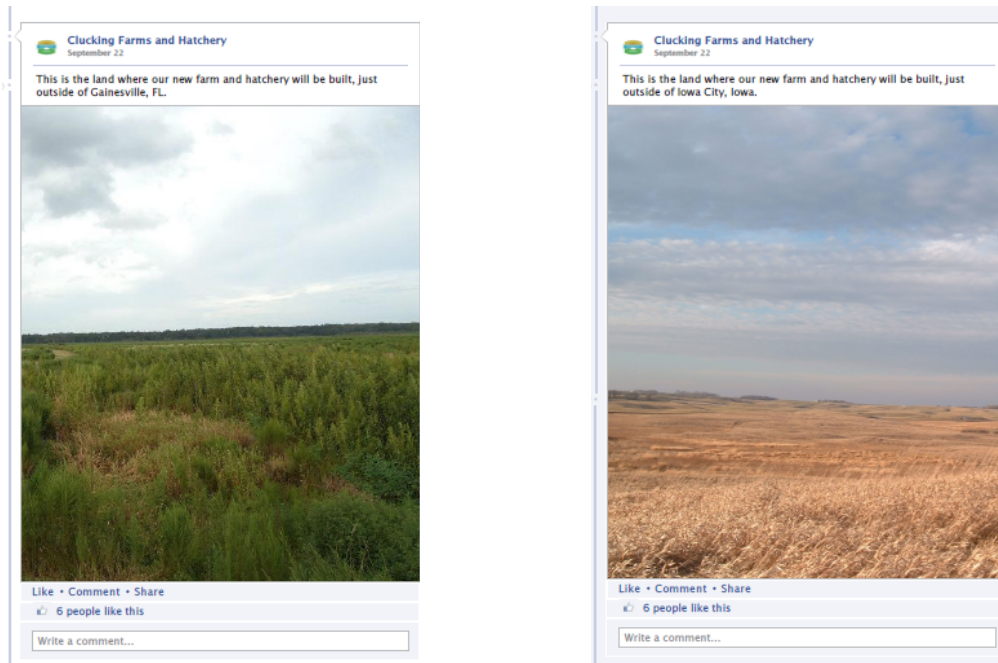 Clucking Farms and Hatchery
September 22
This is the land where our new farm and hatchery will be built, just
outside of Gainesville, FL.
Like • Comment • Share
6 people like this
Write a comment...
Clucking Farms and Hatchery
September 22
This is the land where our new farm and hatchery will be built, just
outside of Iowa City, Iowa.
Like • Comment • Share
6 people like this
Write a comment...